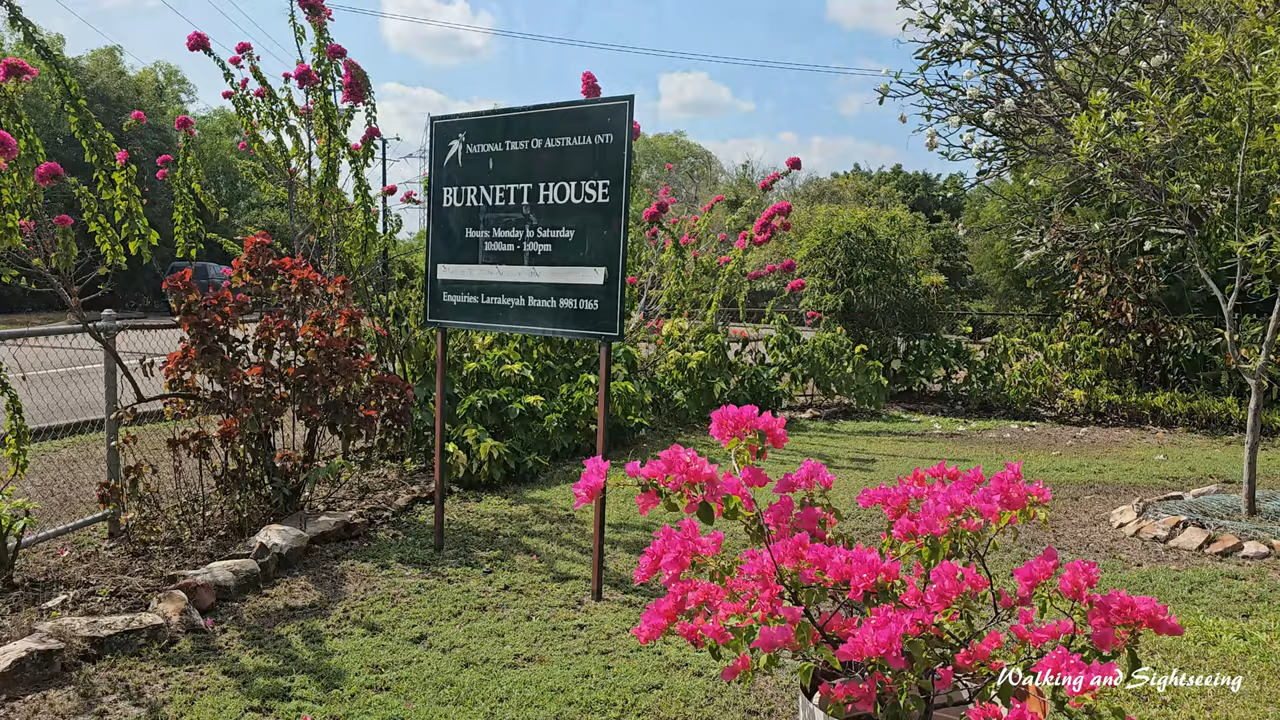 NATIONAL TRUST OF AUSTRALIA (NT)
BURNETT HOUSE
Hours: Monday to Saturday
10:00am - 1:00pm
Enquiries: Larrakeyah Branch 8981 0165
Walking and Sightseeing